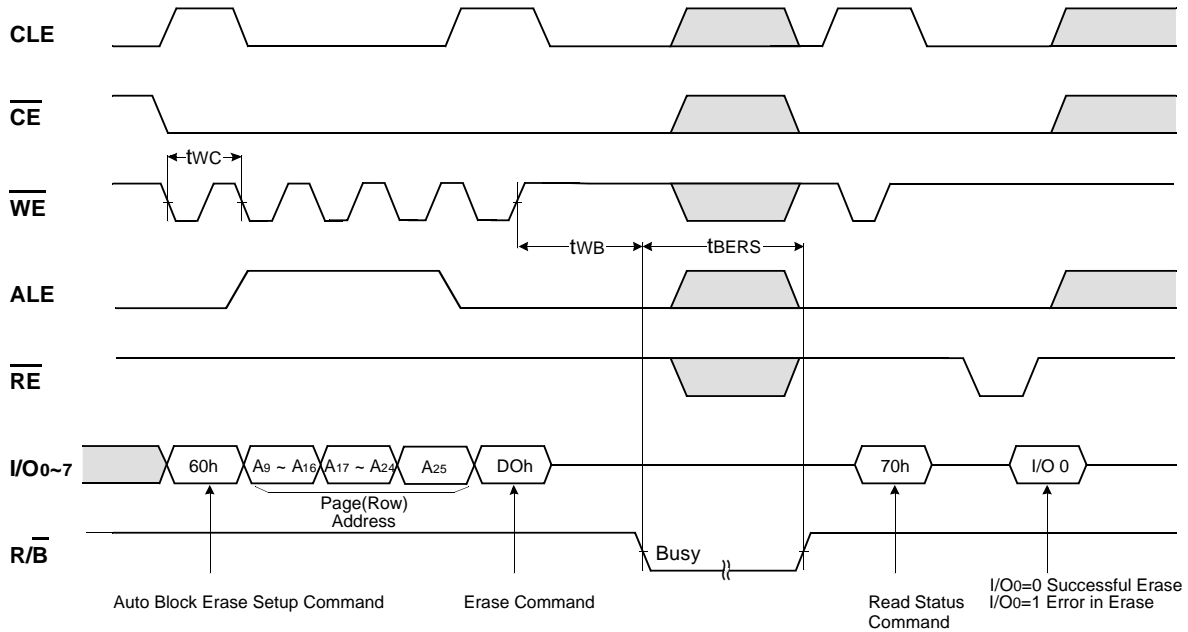 CLE
CE
tWC
WE
tWB
tBERS
ALE
RE
I/O0~7
60h
A9 ~ A16
A17 ~ A24
A25
DOh
70h
I/O 0
Page(Row)
Address
R/B
Busy
Auto Block Erase Setup Command
Erase Command
Read Status
Command
I/O0=0 Successful Erase
I/O0=1 Error in Erase